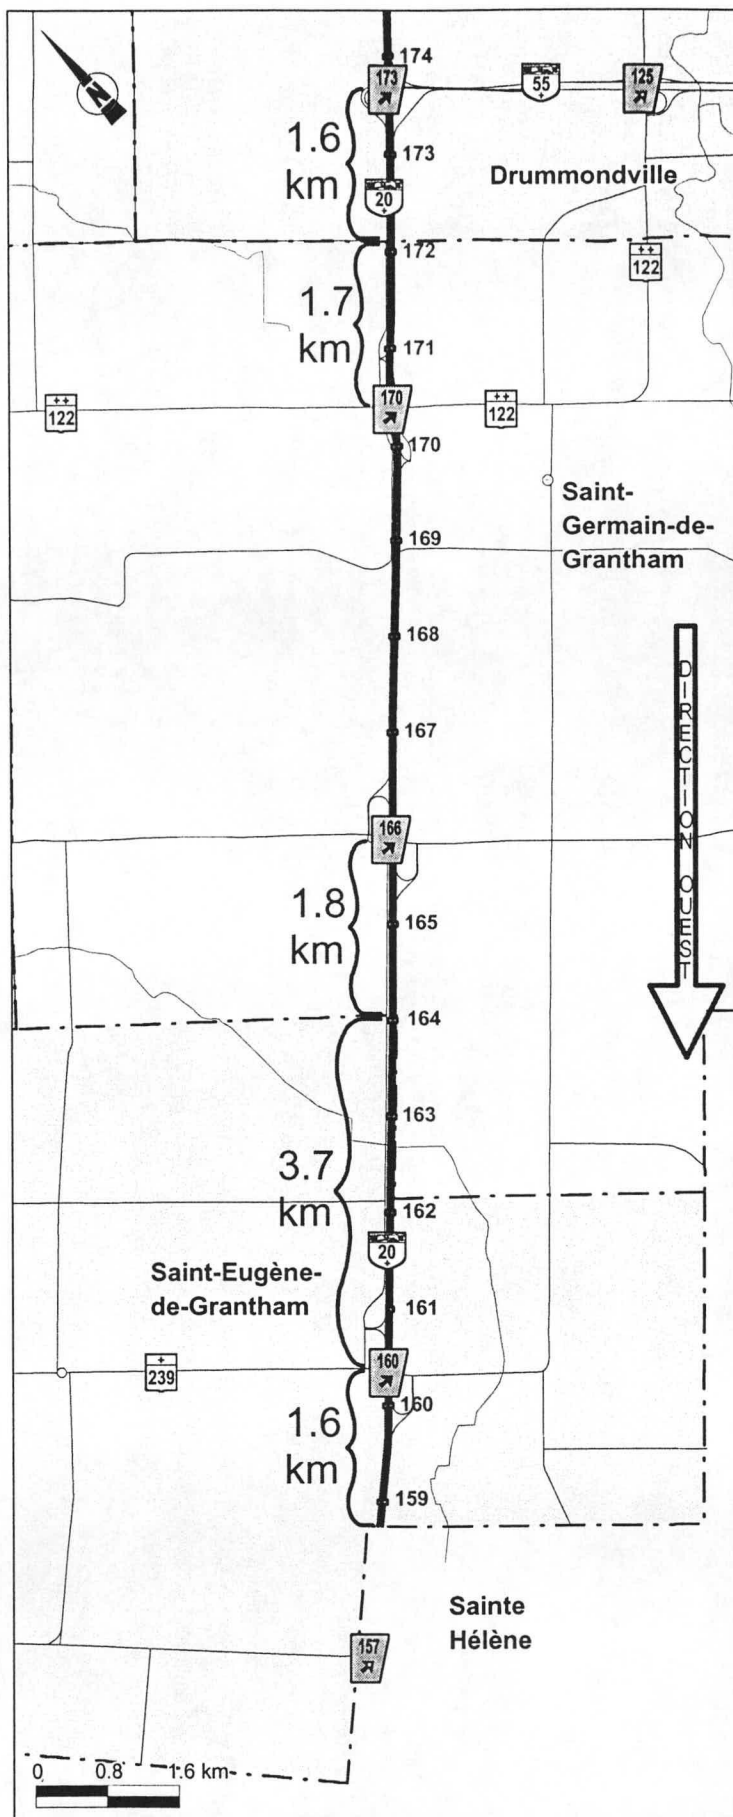 174
173
55
125
1.6
km
173
Drummondville
20
172
122
1.7
km
171
170
122
122
170
Saint-
Germain-de-
Grantham
169
168
DIRECTION OUEST
167
166
1.8
km
165
164
163
3.7
km
162
20
Saint-Eugène-
de-Grantham
161
160
239
160
1.6
km
159
Sainte
Hélène
157
0 0.8 1.6 km
N